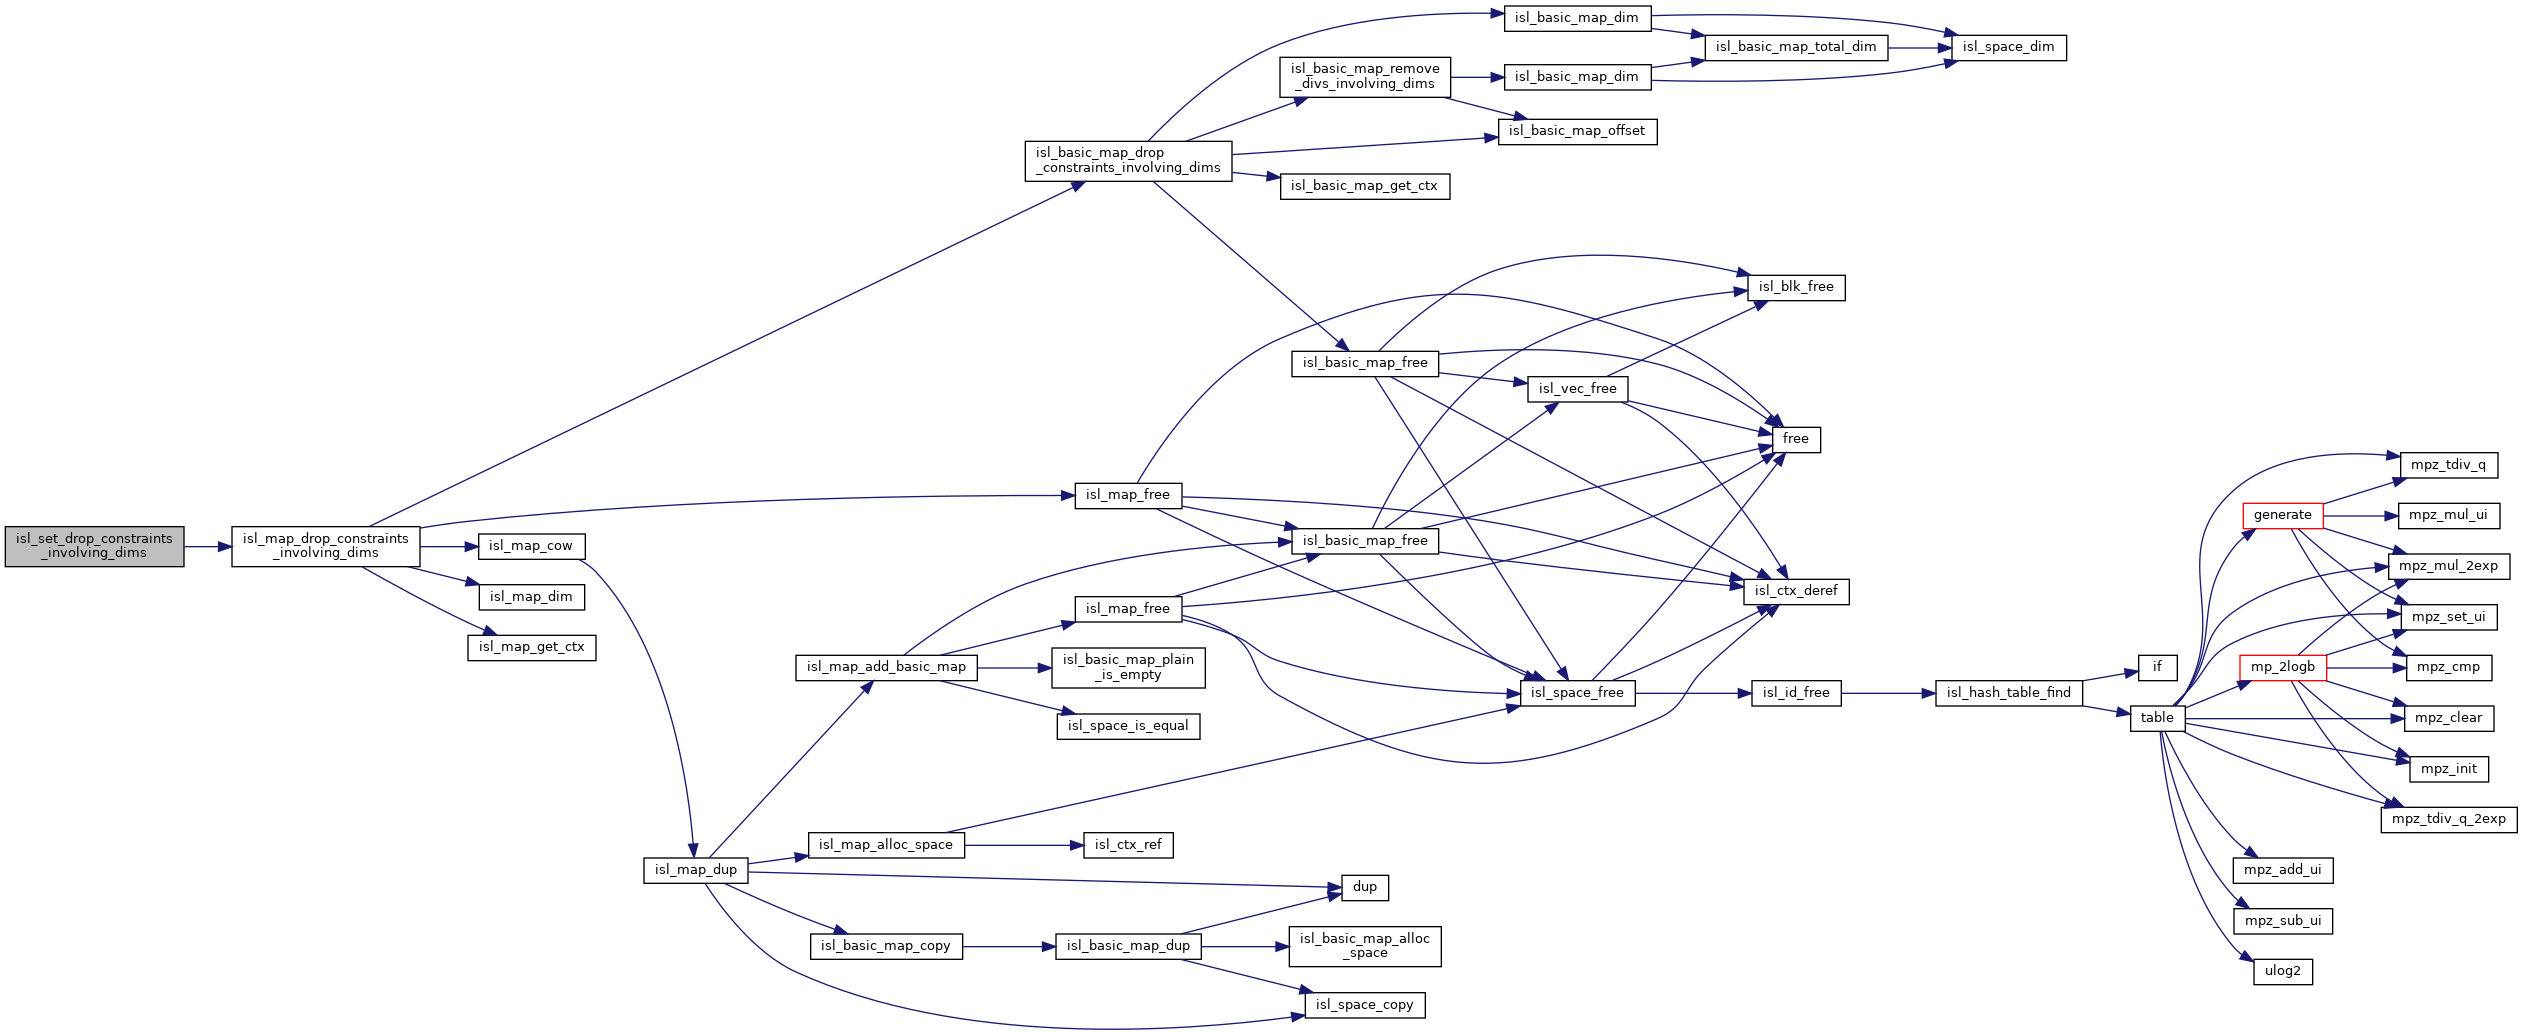 isl_set_drop_constraints
_involving_dims
isl_map_drop_constraints
_involving_dims
isl_map_cow
isl_map_dim
isl_map_get_ctx
isl_map_dup
isl_map_add_basic_map
isl_map_alloc_space
isl_basic_map_copy
isl_basic_map_drop
_constraints_involving_dims
isl_map_free
isl_map_free
isl_basic_map_plain
_is_empty
isl_space_is_equal
isl_ctx_ref
isl_basic_map_dup
isl_basic_map_remove
_divs_involving_dims
isl_basic_map_get_ctx
isl_basic_map_free
isl_basic_map_free
dup
isl_basic_map_alloc
_space
isl_space_copy
isl_basic_map_dim
isl_basic_map_dim
isl_basic_map_offset
isl_vec_free
isl_space_free
isl_basic_map_total_dim
isl_blk_free
free
isl_ctx_deref
isl_id_free
isl_space_dim
isl_hash_table_find
if
table
generate
mp_2logb
mpz_add_ui
mpz_sub_ui
ulog2
mpz_tdiv_q
mpz_mul_ui
mpz_mul_2exp
mpz_set_ui
mpz_cmp
mpz_clear
mpz_init
mpz_tdiv_q_2exp